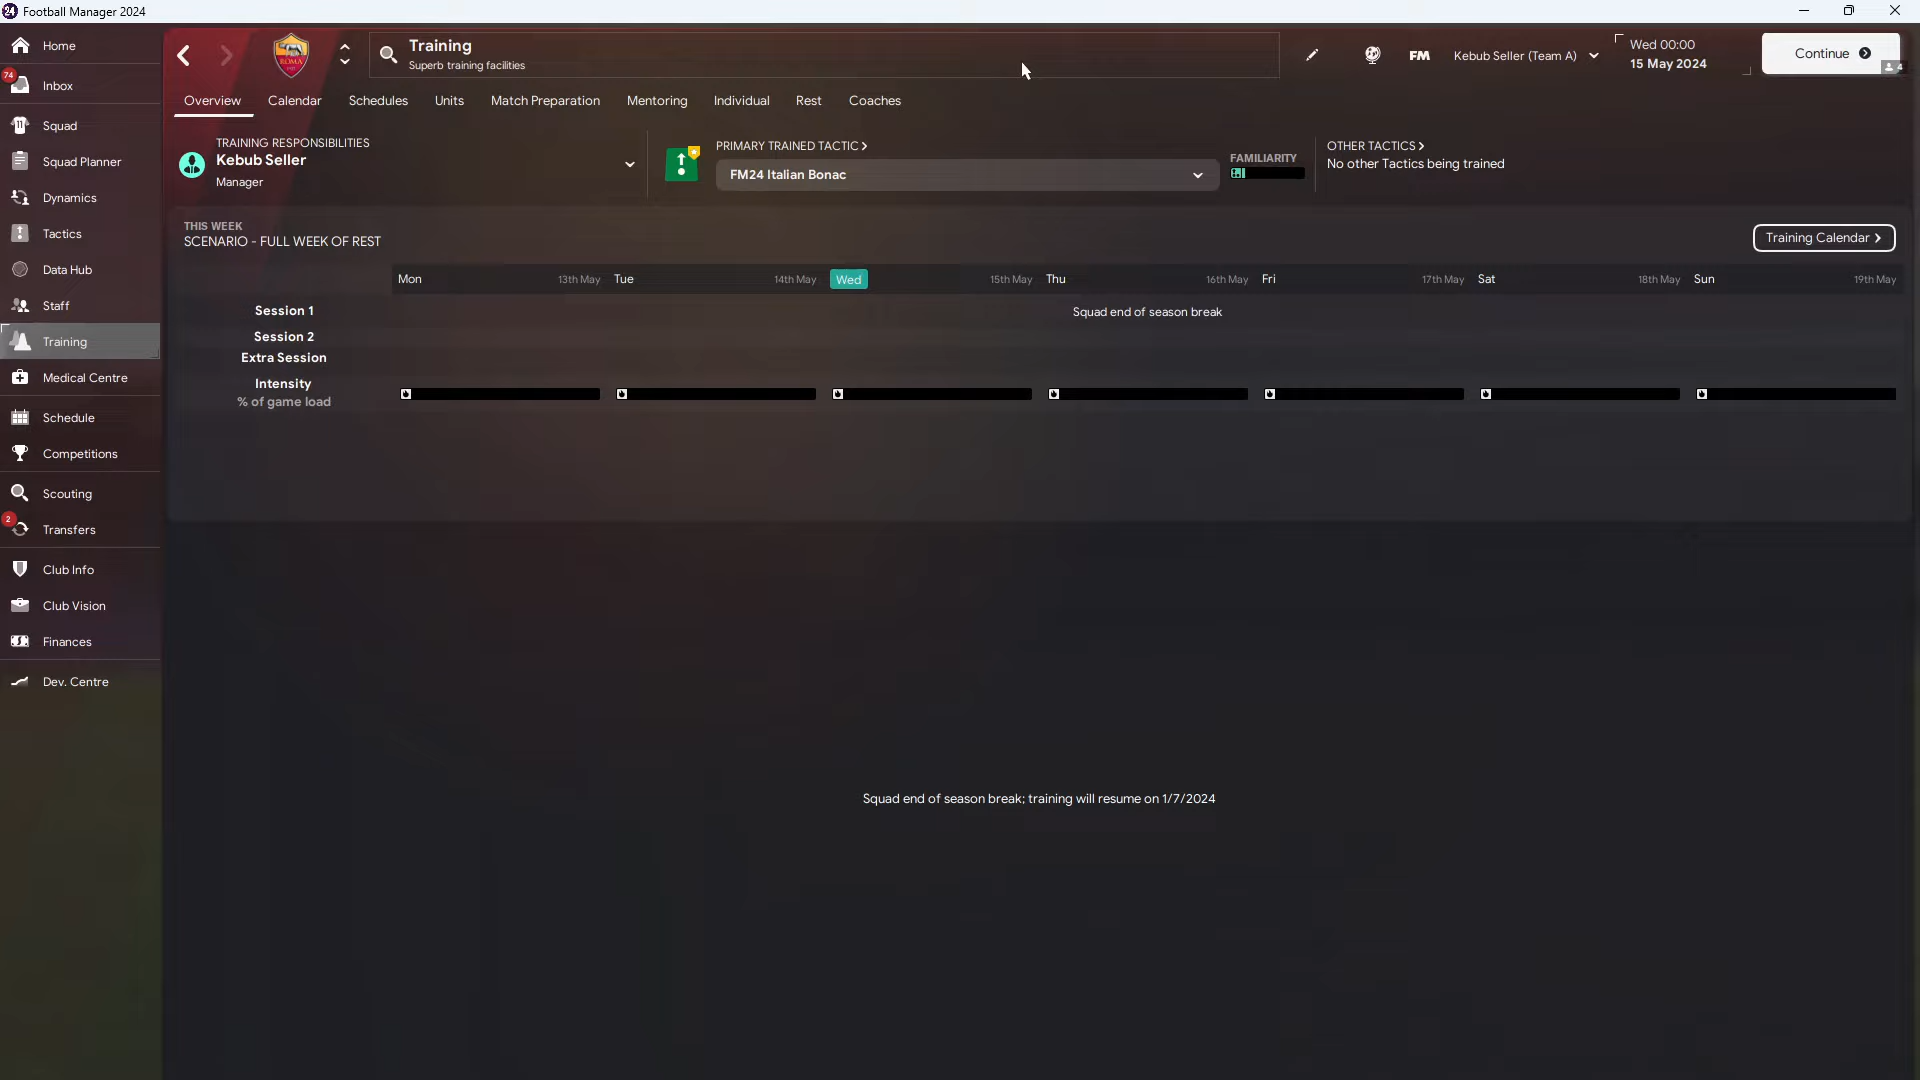 24 Football Manager 2024
Home
74
Inbox
11
Squad
Squad Planner
Dynamics
Tactics
Data Hub
Staff
Training
Medical Centre
Schedule
Competitions
Scouting
2
Transfers
Club Info
Club Vision
Finances
Dev. Centre
ROMA
Training
Superb training facilities
FM
Kebub Seller (Team A)
Wed 00:00
15 May 2024
Continue
4
Overview Calendar Schedules Units Match Preparation Mentoring Individual Rest Coaches
TRAINING RESPONSIBILITIES
Kebub Seller
Manager
PRIMARY TRAINED TACTIC >
FM24 Italian Bonac
FAMILIARITY
OTHER TACTICS >
No other Tactics being trained
THIS WEEK
SCENARIO - FULL WEEK OF REST
Training Calendar >
Mon 13th May Tue 14th May Wed 15th May Thu 16th May Fri 17th May Sat 18th May Sun 19th May
Session 1
Squad end of season break
Session 2
Extra Session
Intensity
% of game load
Squad end of season break; training will resume on 1/7/2024